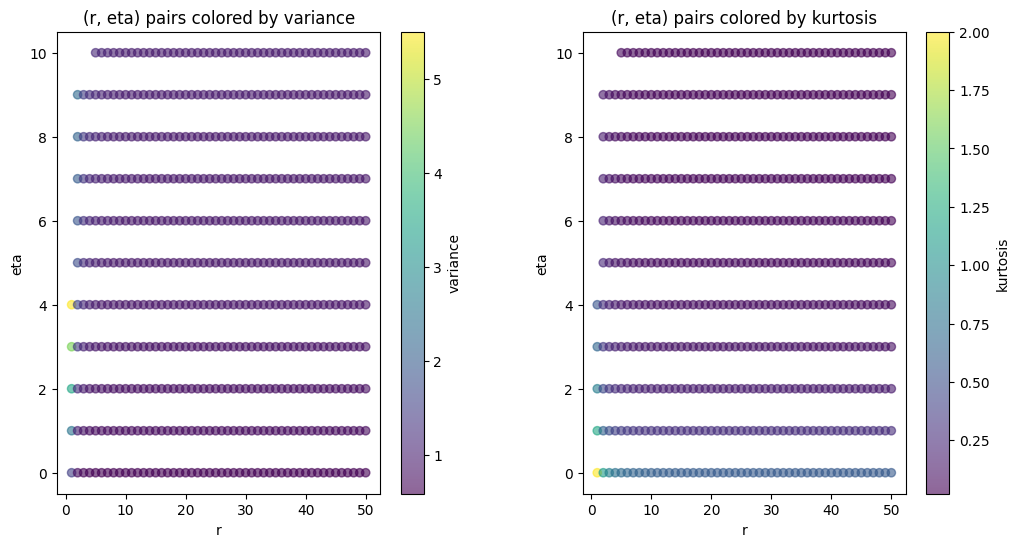 (r, eta) pairs colored by variance
10
8
6
4
2
0
eta
0 10 20 30 40 50
r
5
4
3
2
1
variance
(r, eta) pairs colored by kurtosis
10
8
6
4
2
0
eta
0 10 20 30 40 50
r
2.00
1.75
1.50
1.25
1.00
0.75
0.50
0.25
kurtosis